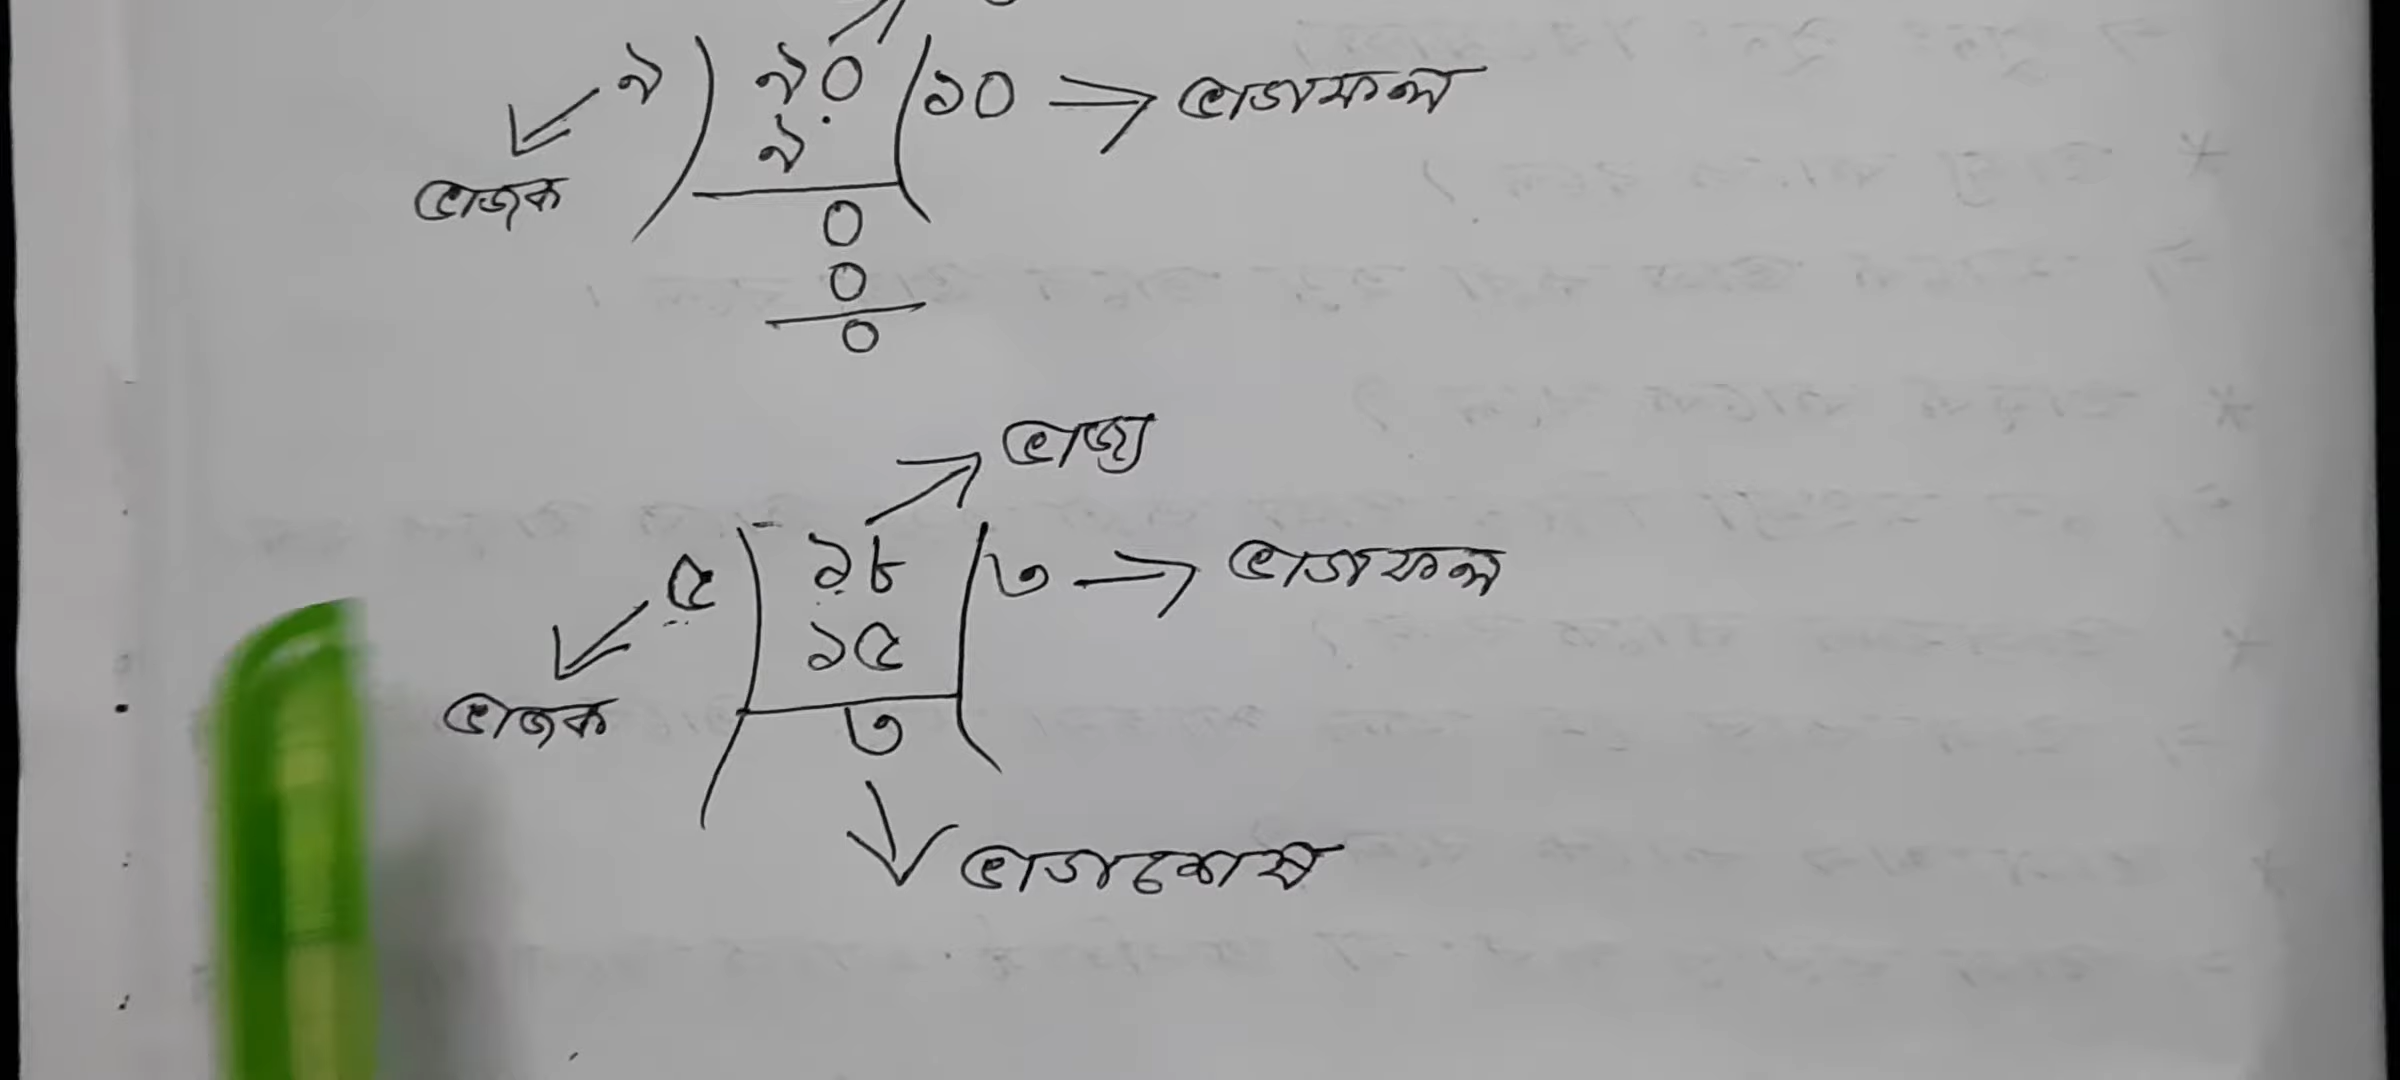 ২ ) ২০ ( ১০ → ভাগফল
২
ভাজক
০
০
০
ভাজ্য
৫ ) ১৮ ( ৩ → ভাগফল
১৫
ভাজক
৩
ভাগশেষ